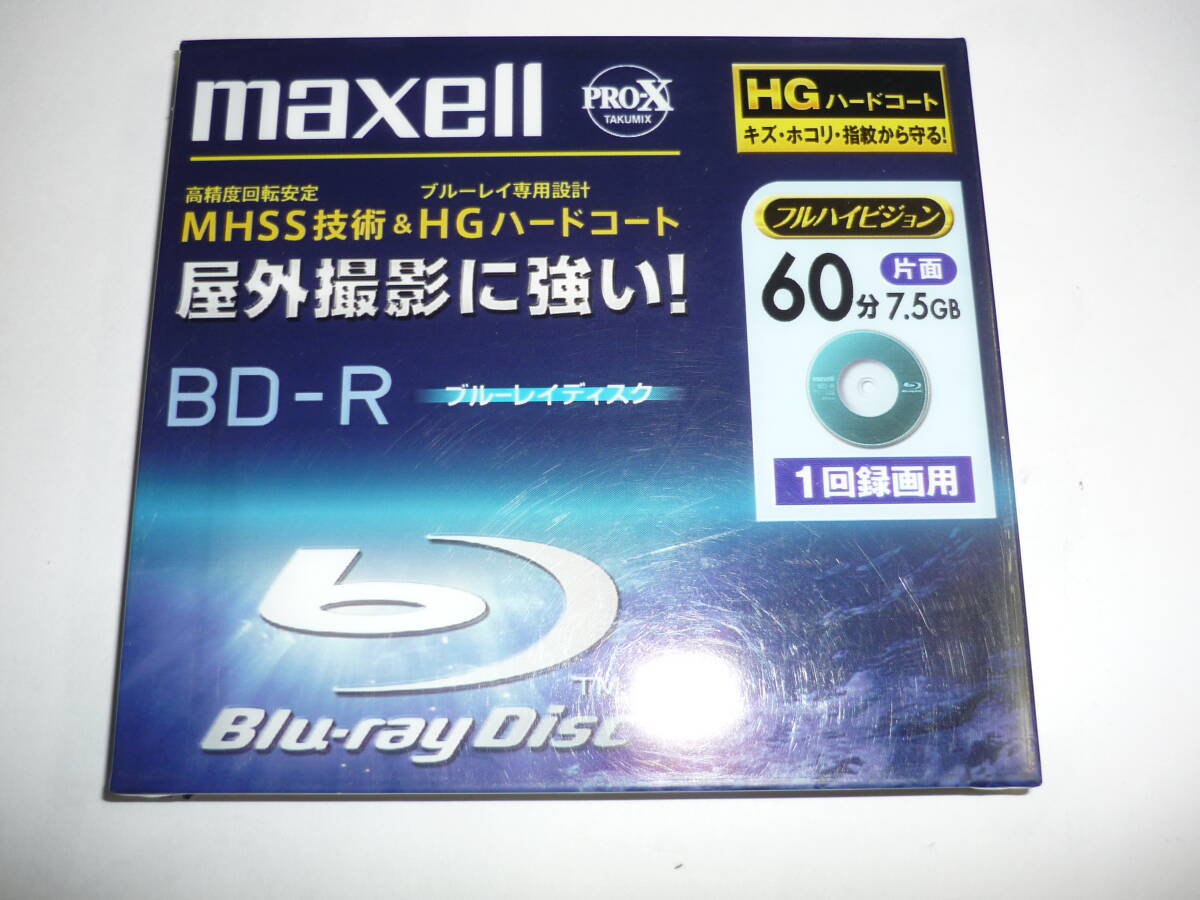 maxell
PRO-X
TAKUMIX
HG ハードコート
キズ・ホコリ・指紋から守る!
高精度回転安定 ブルーレイ専用設計
MHSS技術&HGハードコート
屋外撮影に強い!
BD-R ブルーレイディスク
フルハイビジョン
片面
60分 7.5GB
maxell
BD-R
1回録画用
TM
Blu-ray Disc